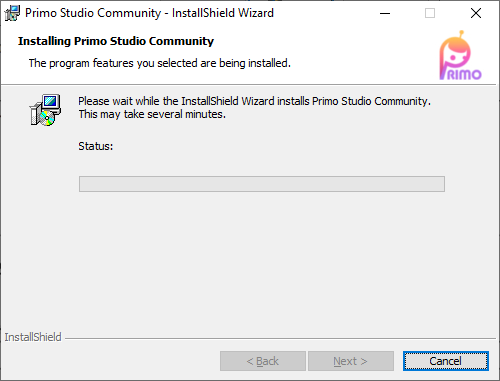 Primo Studio Community - InstallShield Wizard
Installing Primo Studio Community
The program features you selected are being installed.
PRIMO
Please wait while the InstallShield Wizard installs Primo Studio Community.
This may take several minutes.
Status:
InstallShield
< Back
Next >
Cancel